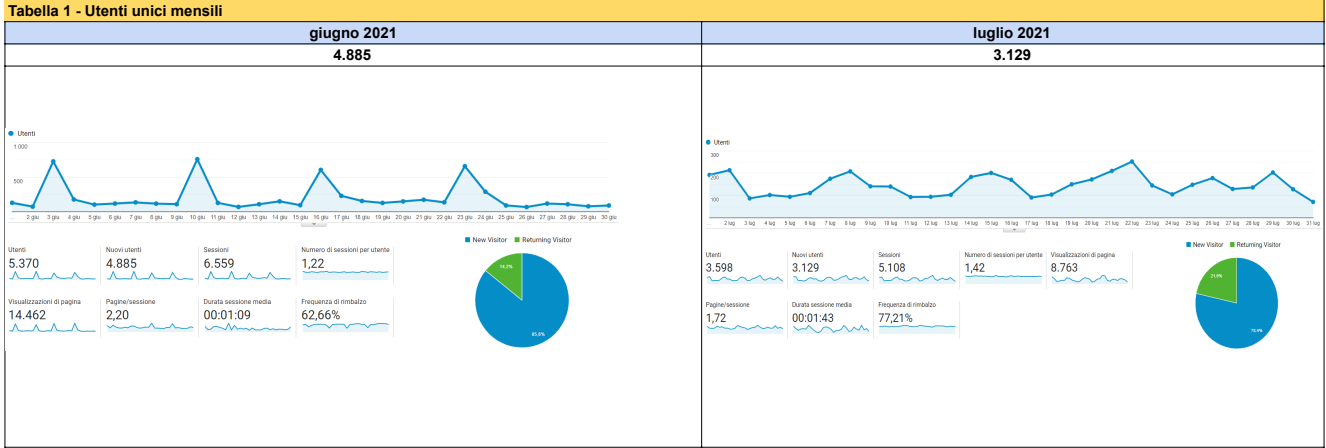 Tabella 1 - Utenti unici mensili
giugno 2021
luglio 2021
4.885
3.129
Utenti
1.000
500
2 giu 3 giu 4 giu 5 giu 6 giu 7 giu 8 giu 9 giu 10 giu 11 giu 12 giu 13 giu 14 giu 15 giu 16 giu 17 giu 18 giu 19 giu 20 giu 21 giu 22 giu 23 giu 24 giu 25 giu 26 giu 27 giu 28 giu 29 giu 30 giu
New Visitor Returning Visitor
Utenti Nuovi utenti Sessioni Numero di sessioni per utente
5.370 4.885 6.559 1,22
Visualizzazioni di pagina Pagine/sessione Durata sessione media Frequenza di rimbalzo
14.462 2,20 00:01:09 62,66%
14,2%
85,8%
Utenti
300
200
100
2 lug 3 lug 4 lug 5 lug 6 lug 7 lug 8 lug 9 lug 10 lug 11 lug 12 lug 13 lug 14 lug 15 lug 16 lug 17 lug 18 lug 19 lug 20 lug 21 lug 22 lug 23 lug 24 lug 25 lug 26 lug 27 lug 28 lug 29 lug 30 lug 31 lug
New Visitor Returning Visitor
Utenti Nuovi utenti Sessioni Numero di sessioni per utente Visualizzazioni di pagina
3.598 3.129 5.108 1,42 8.763
Pagine/sessione Durata sessione media Frequenza di rimbalzo
1,72 00:01:43 77,21%